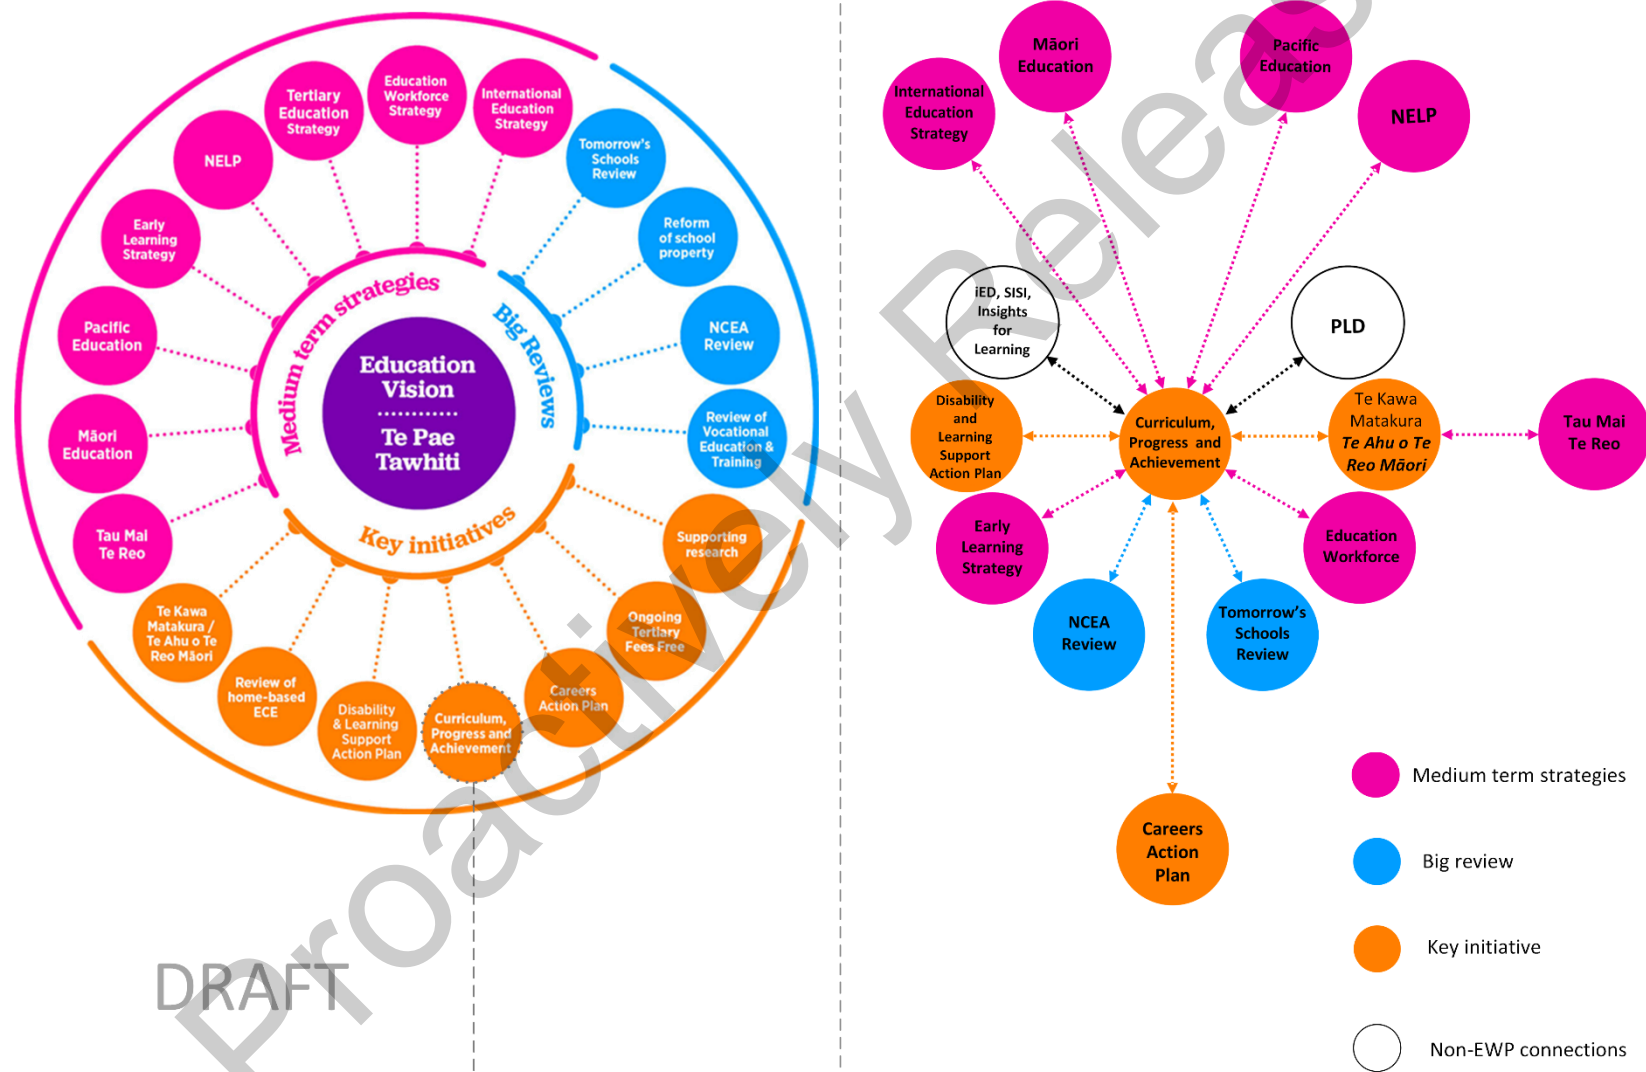 Education
Workforce
Strategy
International
Education
Strategy
Tertiary
Education
Strategy
NELP
Early
Learning
Strategy
Pacific
Education
Māori
Education
Tau Mai
Te Reo
Medium term strategies
Tomorrow's
Schools
Review
Reform
of school
property
NCEA
Review
Review of
Vocational
Education &
Training
Big Reviews
Education
Vision
Te Pae
Tawhiti
Key initiatives
Supporting
research
Ongoing
Tertiary
Fees Free
Careers
Action Plan
Curriculum,
Progress and
Achievement
Disability
& Learning
Support
Action Plan
Review of
home-based
ECE
Te Kawa
Matakura /
Te Ahu o Te
Reo Māori
DRAFT
Proactively Releas
Māori
Education
Pacific
Education
International
Education
Strategy
NELP
iED, SISI,
Insights
for
Learning
PLD
Disability
and
Learning
Support
Action Plan
Curriculum,
Progress and
Achievement
Te Kawa
Matakura
Te Ahu o Te
Reo Māori
Tau Mai
Te Reo
Early
Learning
Strategy
Education
Workforce
NCEA
Review
Tomorrow's
Schools
Review
Careers
Action
Plan
Medium term strategies
Big review
Key initiative
Non-EWP connections